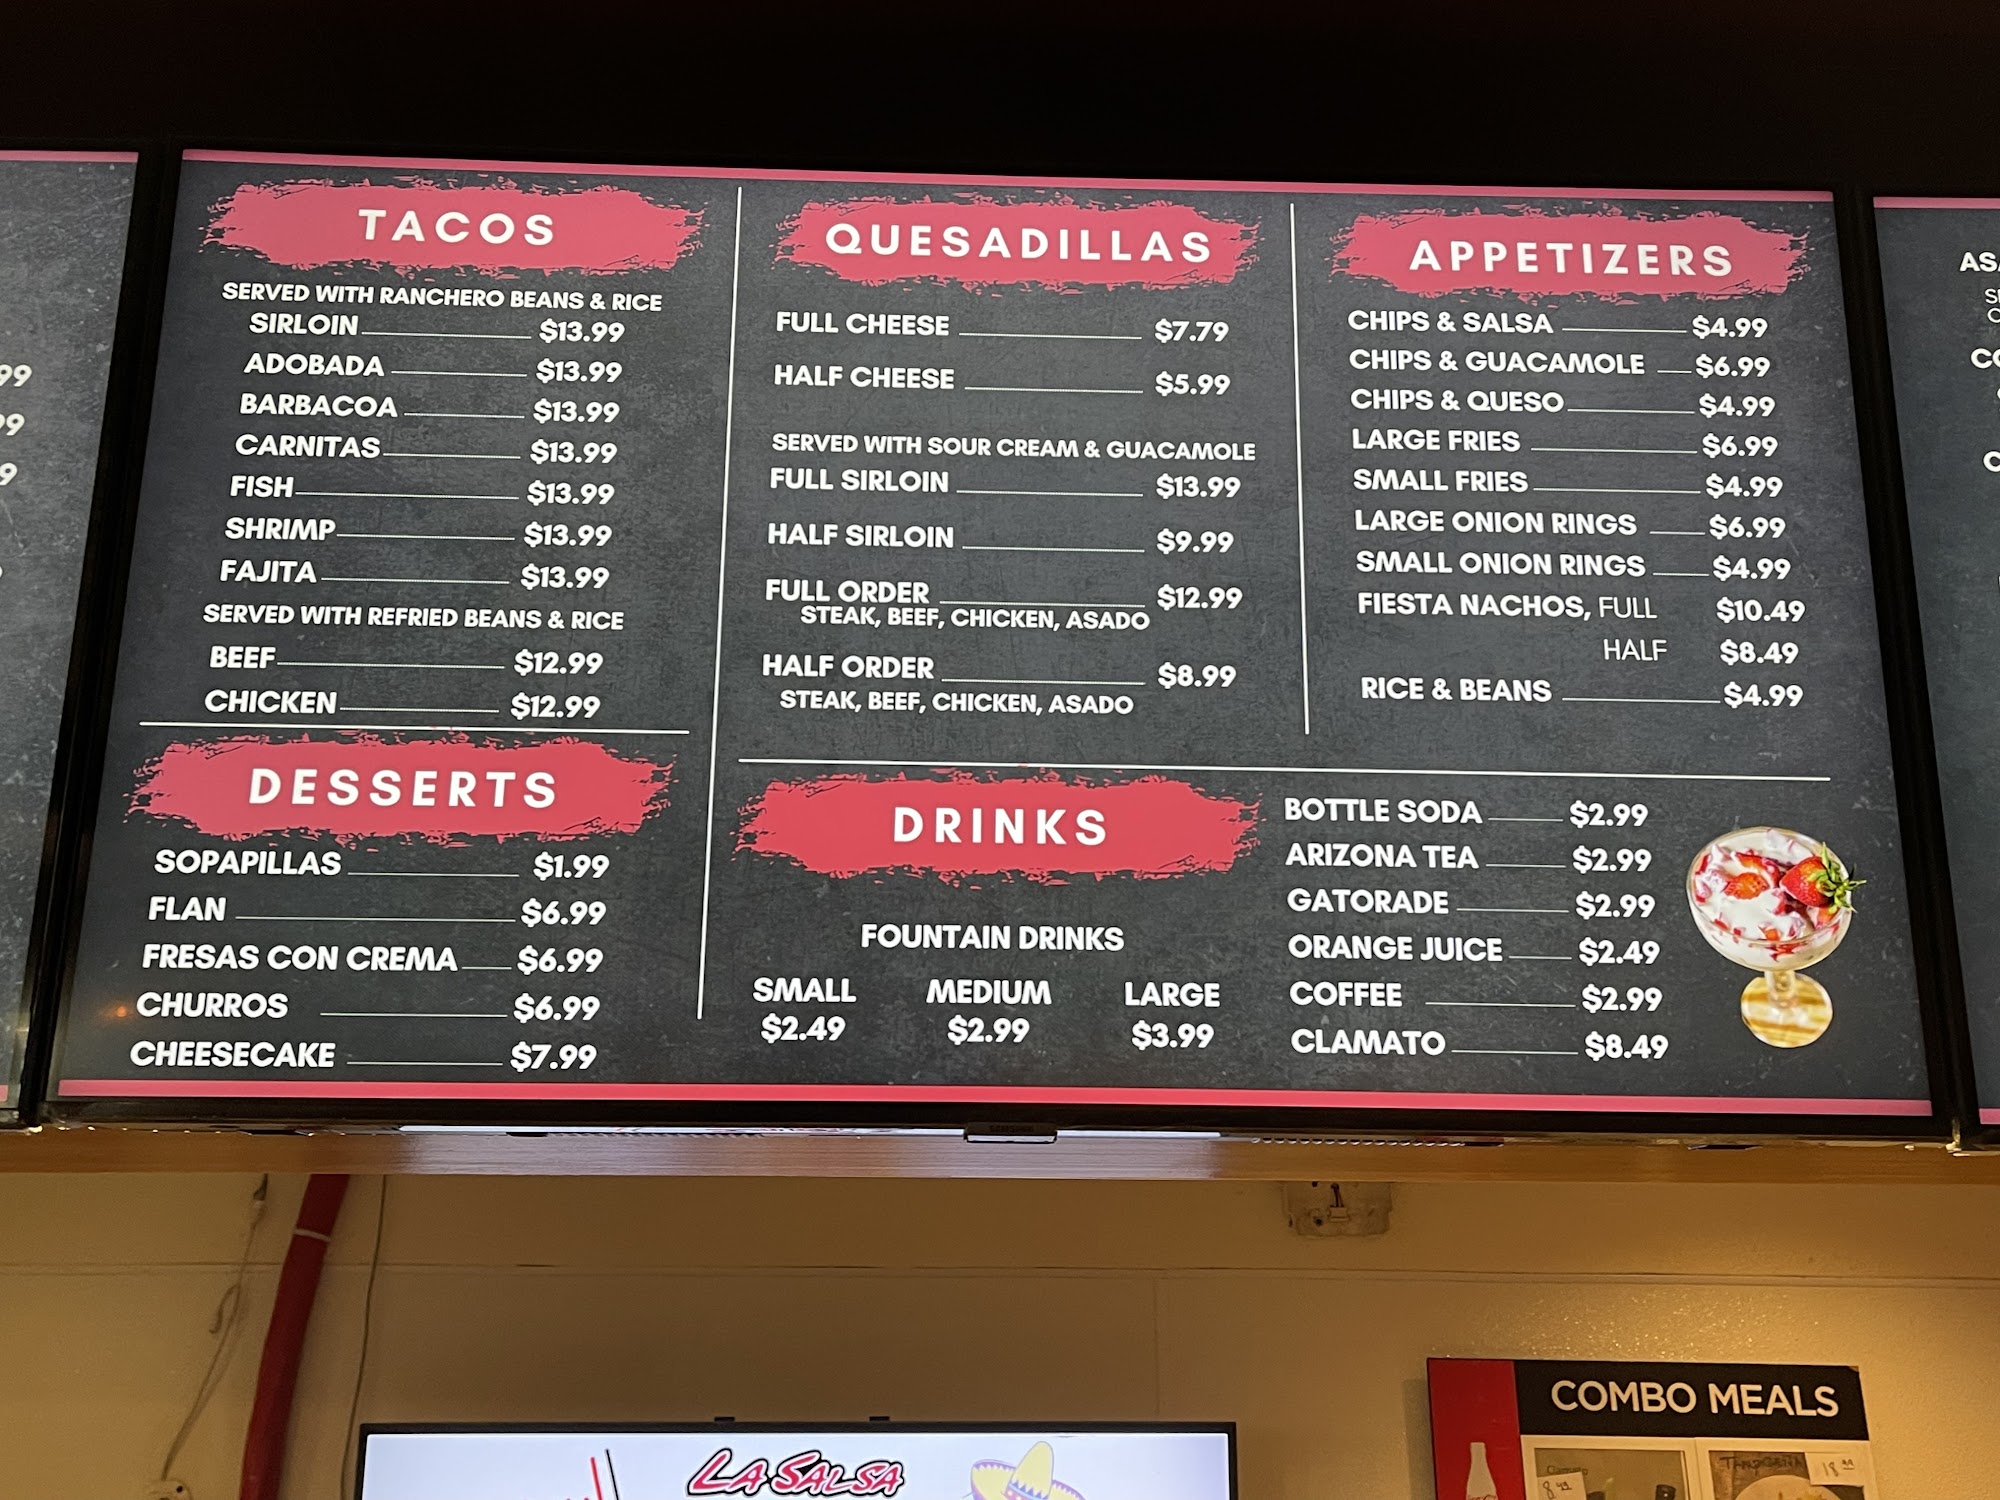 TACOS
SERVED WITH RANCHERO BEANS & RICE
SIRLOIN $13.99
ADOBADA $13.99
BARBACOA $13.99
CARNITAS $13.99
FISH $13.99
SHRIMP $13.99
FAJITA $13.99
SERVED WITH REFRIED BEANS & RICE
BEEF $12.99
CHICKEN $12.99
DESSERTS
SOPAPILLAS $1.99
FLAN $6.99
FRESAS CON CREMA $6.99
CHURROS $6.99
CHEESECAKE $7.99
QUESADILLAS
FULL CHEESE $7.79
HALF CHEESE $5.99
SERVED WITH SOUR CREAM & GUACAMOLE
FULL SIRLOIN $13.99
HALF SIRLOIN $9.99
FULL ORDER $12.99
STEAK, BEEF, CHICKEN, ASADO
HALF ORDER $8.99
STEAK, BEEF, CHICKEN, ASADO
APPETIZERS
CHIPS & SALSA $4.99
CHIPS & GUACAMOLE $6.99
CHIPS & QUESO $4.99
LARGE FRIES $6.99
SMALL FRIES $4.99
LARGE ONION RINGS $6.99
SMALL ONION RINGS $4.99
FIESTA NACHOS, FULL $10.49
HALF $8.49
RICE & BEANS $4.99
DRINKS
FOUNTAIN DRINKS
SMALL MEDIUM LARGE
$2.49 $2.99 $3.99
BOTTLE SODA $2.99
ARIZONA TEA $2.99
GATORADE $2.99
ORANGE JUICE $2.49
COFFEE $2.99
CLAMATO $8.49
LA SALSA
COMBO MEALS